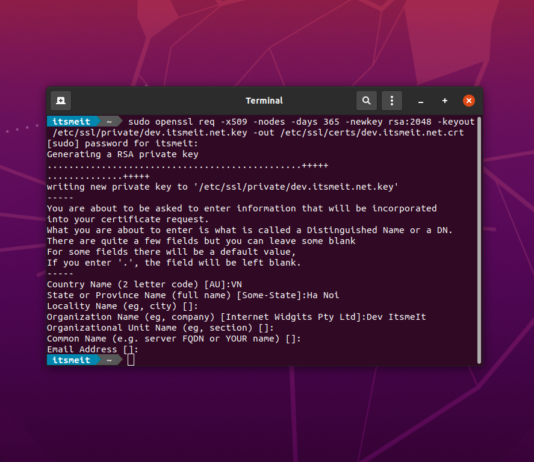 Terminal
itsmeit ~ sudo openssl req -x509 -nodes -days 365 -newkey rsa:2048 -keyout
/etc/ssl/private/dev.itsmeit.net.key -out /etc/ssl/certs/dev.itsmeit.net.crt
[sudo] password for itsmeit:
Generating a RSA private key
................................................+++++
..............+++++
writing new private key to '/etc/ssl/private/dev.itsmeit.net.key'
-----
You are about to be asked to enter information that will be incorporated
into your certificate request.
What you are about to enter is what is called a Distinguished Name or a DN.
There are quite a few fields but you can leave some blank
For some fields there will be a default value,
If you enter '.', the field will be left blank.
-----
Country Name (2 letter code) [AU]:VN
State or Province Name (full name) [Some-State]:Ha Noi
Locality Name (eg, city) []:
Organization Name (eg, company) [Internet Widgits Pty Ltd]:Dev ItsmeIt
Organizational Unit Name (eg, section) []:
Common Name (e.g. server FQDN or YOUR name) []:
Email Address []:
itsmeit ~